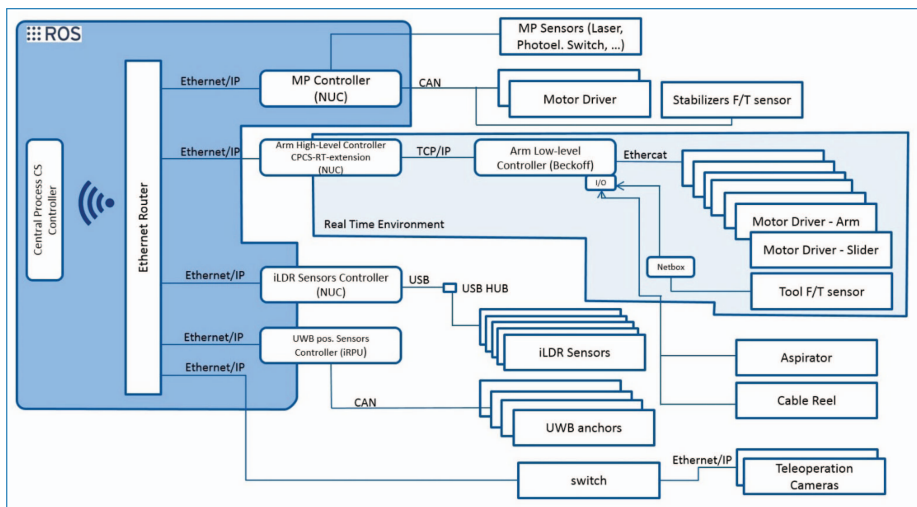 ROS
MP Sensors (Laser,
Photoel. Switch, ...)
Ethernet/IP
MP Controller
(NUC)
CAN
Motor Driver
Stabilizers F/T sensor
Central Process CS
Controller
Ethernet Router
Ethernet/IP
Arm High-Level Controller
CPCS-RT-extension
(NUC)
TCP/IP
Arm Low-level
Controller (Beckoff)
Ethercat
I/O
Real Time Environment
Motor Driver - Arm
Motor Driver - Slider
Netbox
Tool F/T sensor
Ethernet/IP
iLDR Sensors Controller
(NUC)
USB
USB HUB
iLDR Sensors
Ethernet/IP
UWB pos. Sensors
Controller (iRPU)
Ethernet/IP
CAN
UWB anchors
Aspirator
Cable Reel
switch
Ethernet/IP
Teleoperation
Cameras